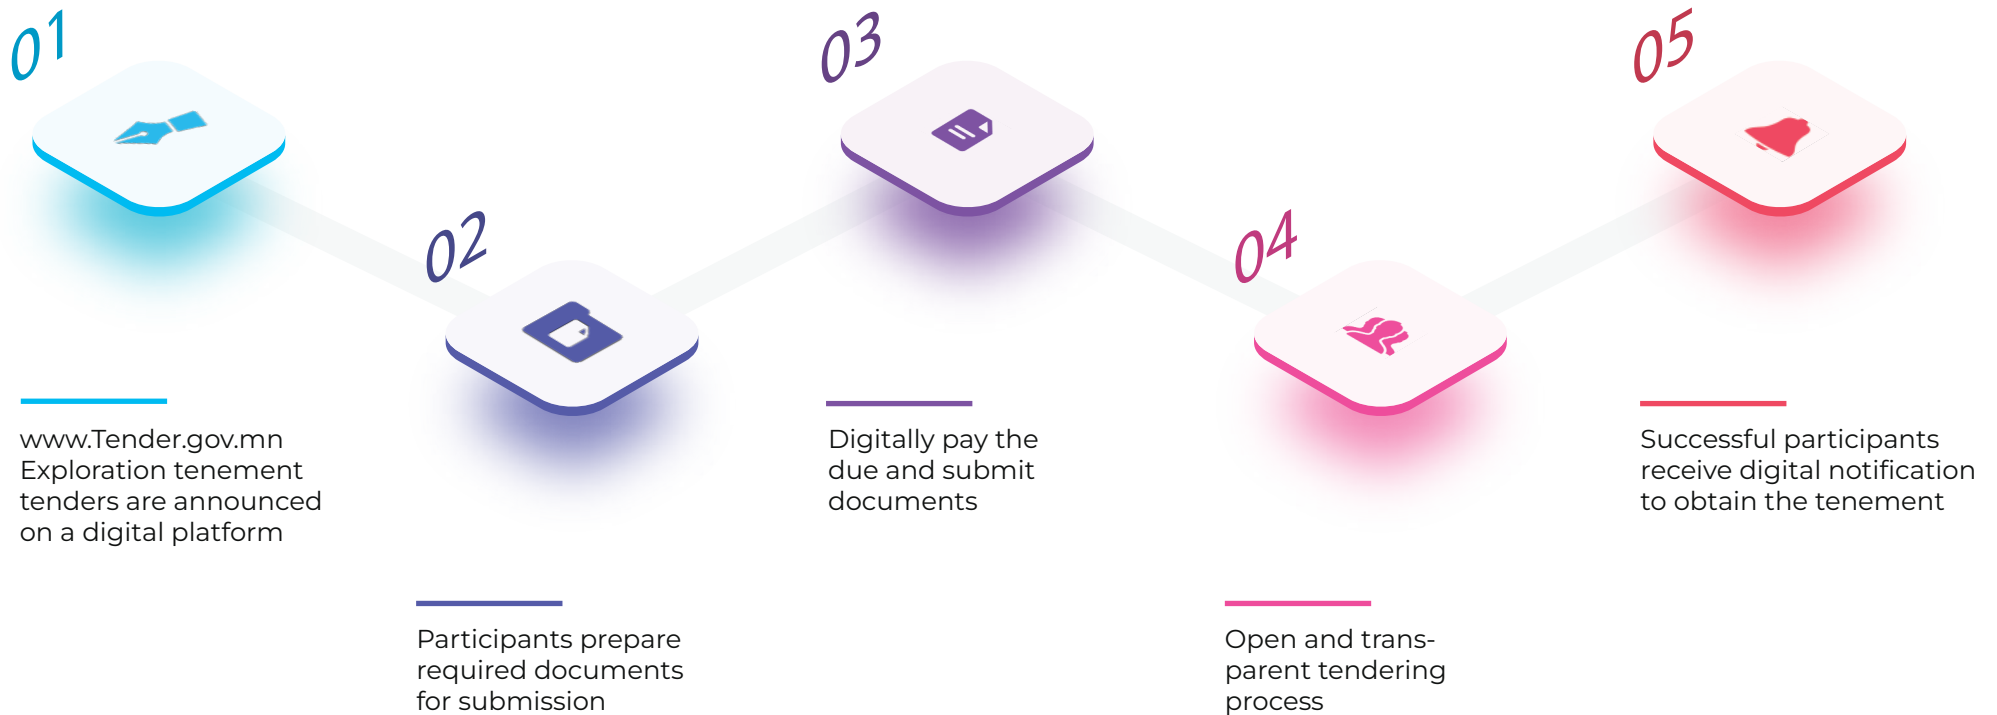 01
www.Tender.gov.mn
Exploration tenement
tenders are announced
on a digital platform
02
Participants prepare
required documents
for submission
03
Digitally pay the
due and submit
documents
04
Open and trans-
parent tendering
process
05
Successful participants
receive digital notification
to obtain the tenement